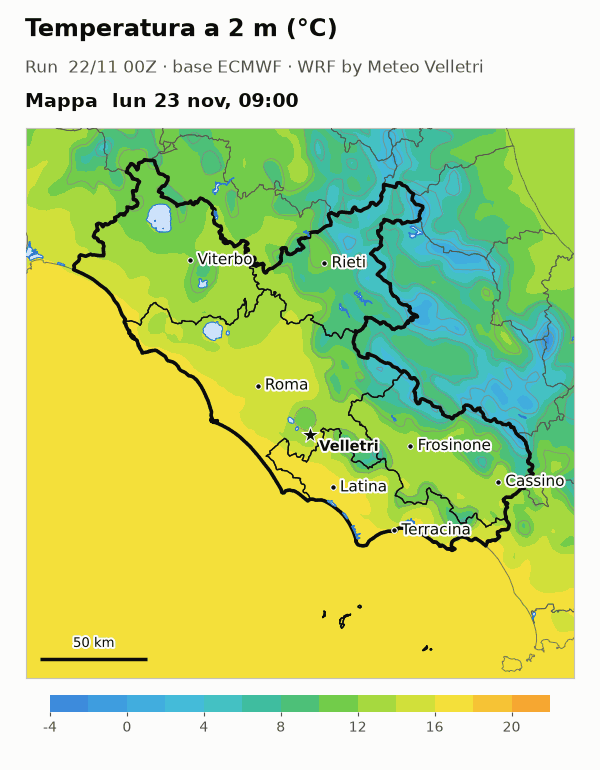 Temperatura a 2 m (°C)
Run 22/11 00Z · base ECMWF · WRF by Meteo Velletri
Mappa lun 23 nov, 09:00
Viterbo
Rieti
Roma
Velletri
Frosinone
Cassino
Latina
Terracina
50 km
-4 0 4 8 12 16 20